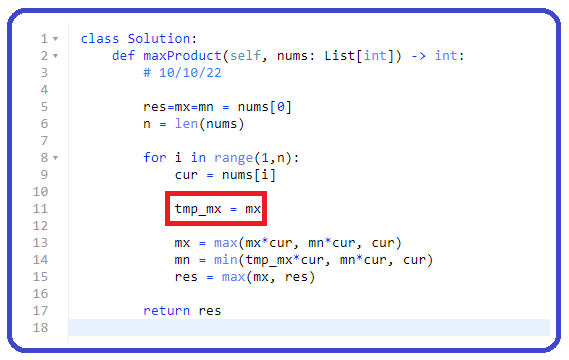 1 class Solution:
2 def maxProduct(self, nums: List[int]) -> int:
3 # 10/10/22
4
5 res=mx=mn = nums[0]
6 n = len(nums)
7
8 for i in range(1,n):
9 cur = nums[i]
10
11 tmp_mx = mx
12
13 mx = max(mx*cur, mn*cur, cur)
14 mn = min(tmp_mx*cur, mn*cur, cur)
15 res = max(mx, res)
16
17 return res
18